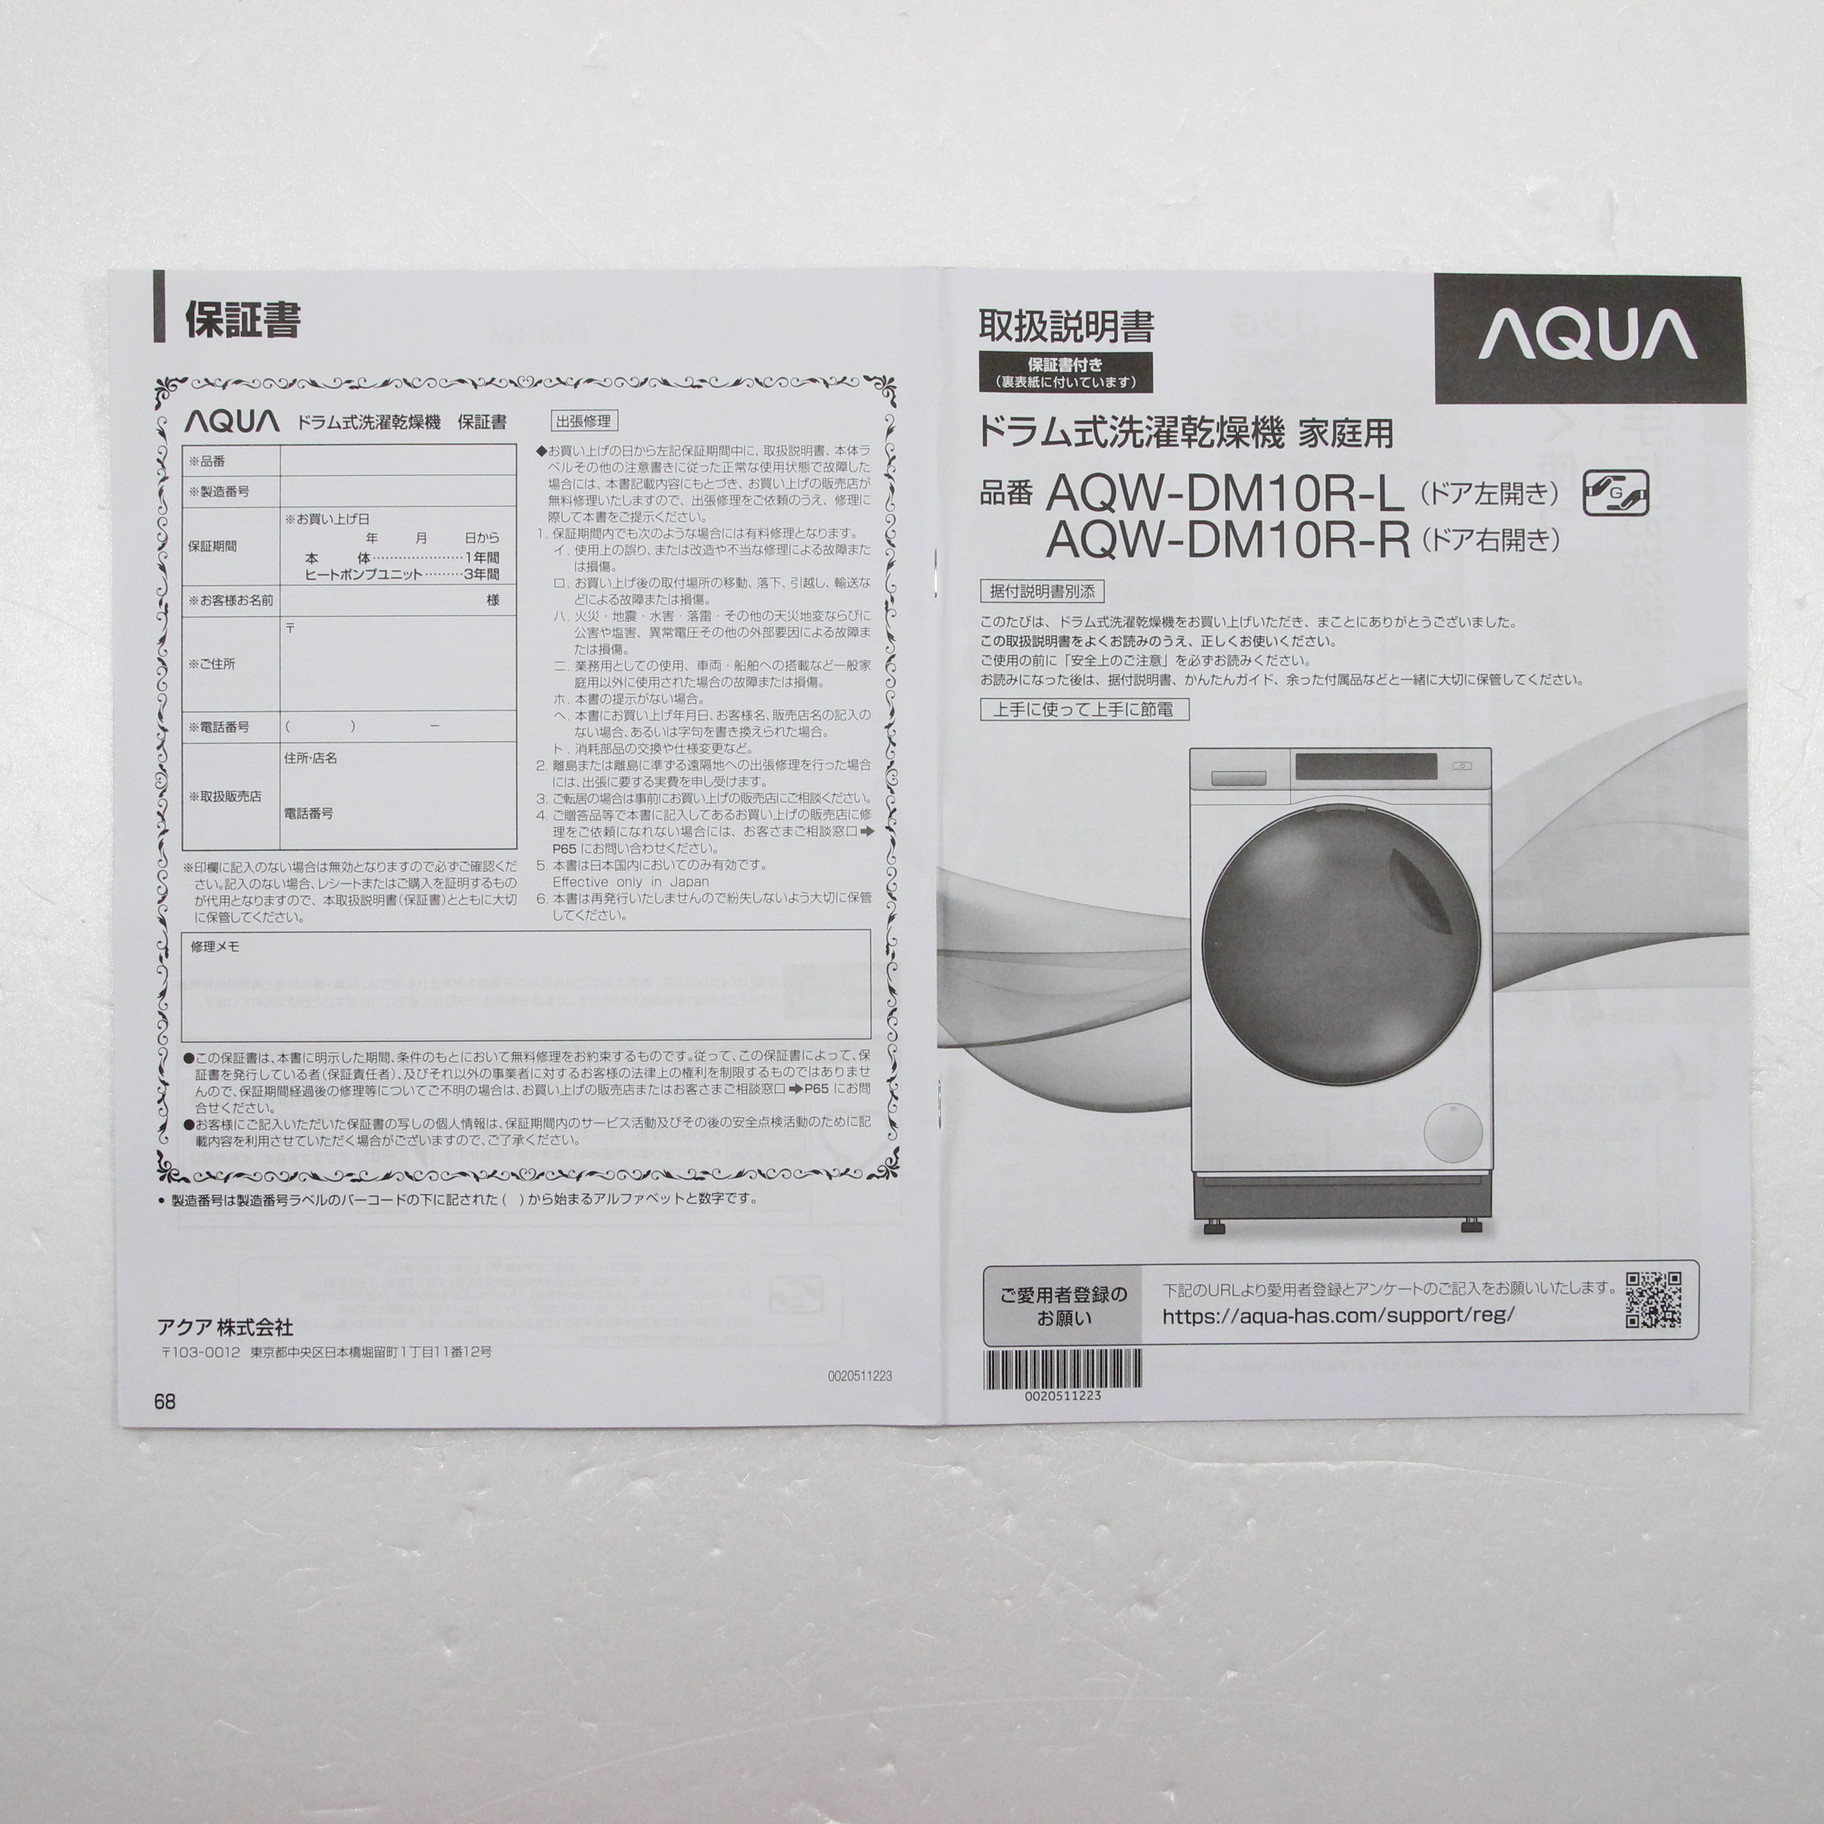 保証書
AQUA ドラム式洗濯乾燥機 保証書
※品番
※製造番号
保証期間
※お買い上げ日
年 月 日から
本 体……………1年間
ヒートポンプユニット………3年間
※お客様お名前 様
※ご住所 〒
※電話番号 ( ) −
※取扱販売店
住所・店名
電話番号
※印欄に記入のない場合は無効となりますので必ずご確認くだ
さい。記入のない場合、レシートまたはご購入を証明するもの
が代用となりますので、本取扱説明書(保証書)とともに大切
に保管してください。
出張修理
◆お買い上げの日から左記保証期間中に、取扱説明書、本体ラ
ベルその他の注意書きに従った正常な使用状態で故障した
場合には、本書記載内容にもとづき、お買い上げの販売店が
無料修理いたしますので、出張修理をご依頼のうえ、修理に
際して本書をご提示ください。
1. 保証期間内でも次のような場合には有料修理となります。
イ. 使用上の誤り、または改造や不当な修理による故障また
は損傷。
ロ. お買い上げ後の取付場所の移動、落下、引越し、輸送な
どによる故障または損傷。
ハ. 火災・地震・水害・落雷・その他の天災地変ならびに
公害や塩害、異常電圧その他の外部要因による故障ま
たは損傷。
ニ. 業務用としての使用、車両・船舶への搭載など一般家
庭用以外に使用された場合の故障または損傷。
ホ. 本書の提示がない場合。
ヘ. 本書にお買い上げ年月日、お客様名、販売店名の記入の
ない場合、あるいは字句を書き換えられた場合。
ト. 消耗部品の交換や仕様変更など。
2. 離島または離島に準ずる遠隔地への出張修理を行った場合
には、出張に要する実費を申し受けます。
3. ご転居の場合は事前にお買い上げの販売店にご相談ください。
4. ご贈答品等で本書に記入してあるお買い上げの販売店に修
理をご依頼になれない場合には、お客さまご相談窓口➡
P65 にお問い合わせください。
5. 本書は日本国内においてのみ有効です。
Effective only in Japan
6. 本書は再発行いたしませんので紛失しないよう大切に保管
してください。
修理メモ
●この保証書は、本書に明示した期間、条件のもとにおいて無料修理をお約束するものです。従って、この保証書によって、保
証書を発行している者(保証責任者)、及びそれ以外の事業者に対するお客様の法律上の権利を制限するものではありませ
んので、保証期間経過後の修理等についてご不明の場合は、お買い上げの販売店またはお客さまご相談窓口➡P65 にお問
合せください。
●お客様にご記入いただいた保証書の写しの個人情報は、保証期間内のサービス活動及びその後の安全点検活動のために記
載内容を利用させていただく場合がございますので、ご了承ください。
• 製造番号は製造番号ラベルのバーコードの下に記された( )から始まるアルファベットと数字です。
アクア 株式会社
〒103-0012 東京都中央区日本橋堀留町1丁目11番12号
0020511223
68
取扱説明書
保証書付き
(裏表紙に付いています)
AQUA
ドラム式洗濯乾燥機 家庭用
品番 AQW-DM10R-L (ドア左開き)
G
AQW-DM10R-R (ドア右開き)
据付説明書別添
このたびは、ドラム式洗濯乾燥機をお買い上げいただき、まことにありがとうございました。
この取扱説明書をよくお読みのうえ、正しくお使いください。
ご使用の前に「安全上のご注意」を必ずお読みください。
お読みになった後は、据付説明書、かんたんガイド、余った付属品などと一緒に大切に保管してください。
上手に使って上手に節電
ご愛用者登録の
お願い
下記のURLより愛用者登録とアンケートのご記入をお願いいたします。
https://aqua-has.com/support/reg/
0020511223